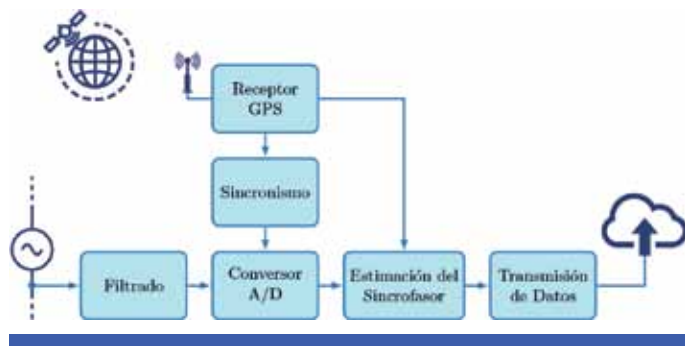 Receptor
GPS
Sincronismo
Filtrado
Conversor
A/D
Estimación del
Sincrofasor
Transmisión
de Datos